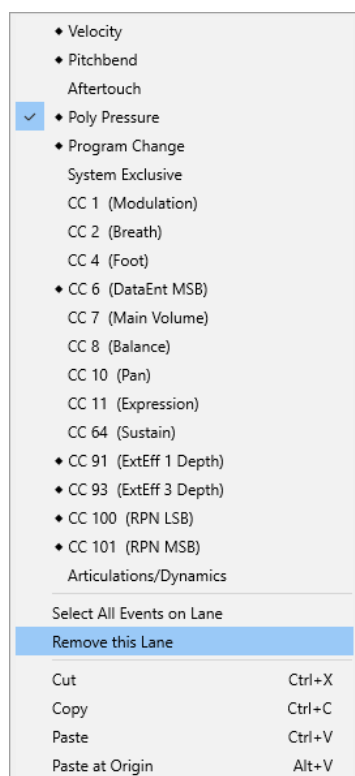 ◆ Velocity
◆ Pitchbend
Aftertouch
✓ ◆ Poly Pressure
◆ Program Change
System Exclusive
CC 1 (Modulation)
CC 2 (Breath)
CC 4 (Foot)
◆ CC 6 (DataEnt MSB)
CC 7 (Main Volume)
CC 8 (Balance)
CC 10 (Pan)
CC 11 (Expression)
CC 64 (Sustain)
◆ CC 91 (ExtEff 1 Depth)
◆ CC 93 (ExtEff 3 Depth)
◆ CC 100 (RPN LSB)
◆ CC 101 (RPN MSB)
Articulations/Dynamics
Select All Events on Lane
Remove this Lane
Cut Ctrl+X
Copy Ctrl+C
Paste Ctrl+V
Paste at Origin Alt+V